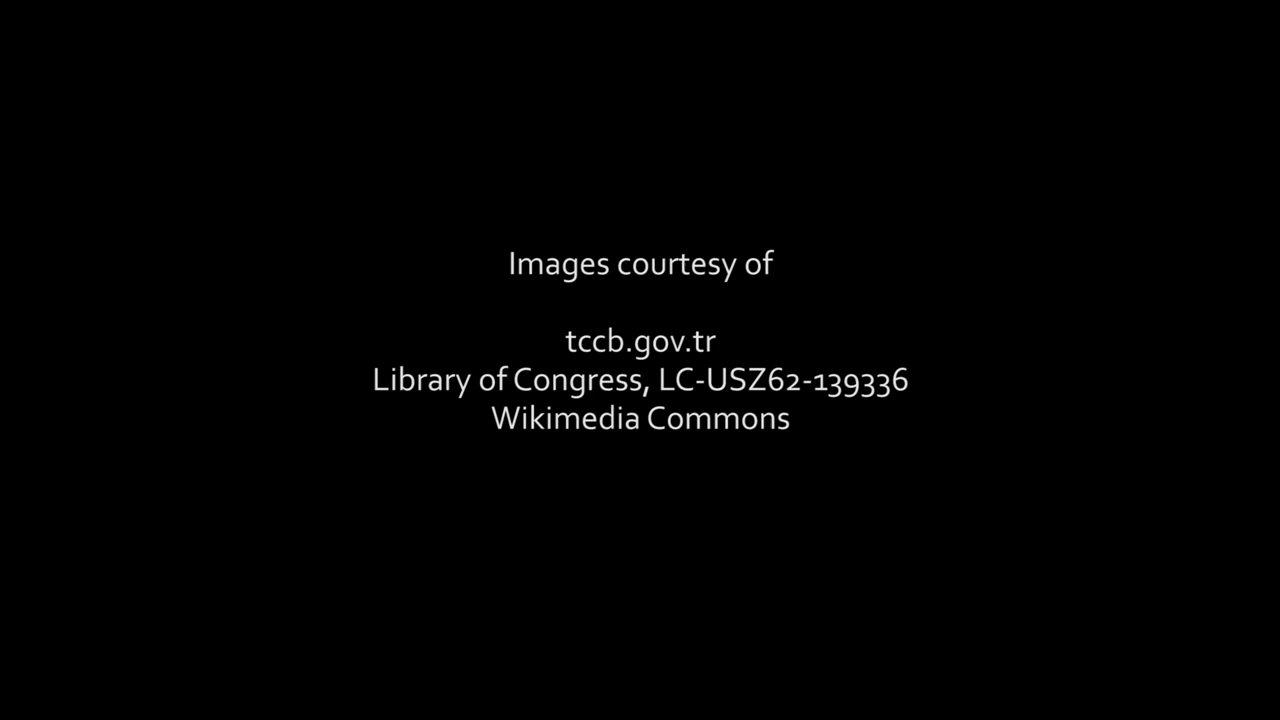 Images courtesy of
tccb.gov.tr
Library of Congress, LC-USZ62-139336
Wikimedia Commons